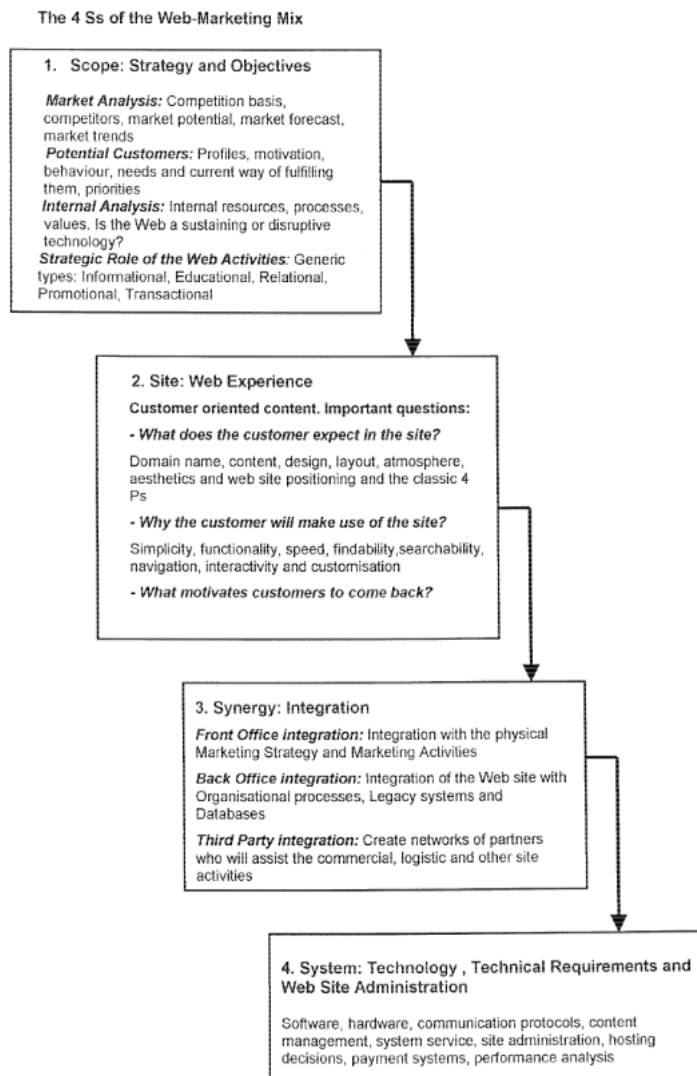 The 4 Ss of the Web-Marketing Mix
1. Scope: Strategy and Objectives
Market Analysis: Competition basis,
competitors, market potential, market forecast,
market trends
Potential Customers: Profiles, motivation,
behaviour, needs and current way of fulfilling
them, priorities
Internal Analysis: Internal resources, processes,
values. Is the Web a sustaining or disruptive
technology?
Strategic Role of the Web Activities: Generic
types: Informational, Educational, Relational,
Promotional, Transactional
2. Site: Web Experience
Customer oriented content. Important questions:
- What does the customer expect in the site?
Domain name, content, design, layout, atmosphere,
aesthetics and web site positioning and the classic 4
Ps
- Why the customer will make use of the site?
Simplicity, functionality, speed, findability,searchability,
navigation, interactivity and customisation
- What motivates customers to come back?
3. Synergy: Integration
Front Office integration: Integration with the physical
Marketing Strategy and Marketing Activities
Back Office integration: Integration of the Web site with
Organisational processes, Legacy systems and
Databases
Third Party integration: Create networks of partners
who will assist the commercial, logistic and other site
activities
4. System: Technology , Technical Requirements and
Web Site Administration
Software, hardware, communication protocols, content
management, system service, site administration, hosting
decisions, payment systems, performance analysis